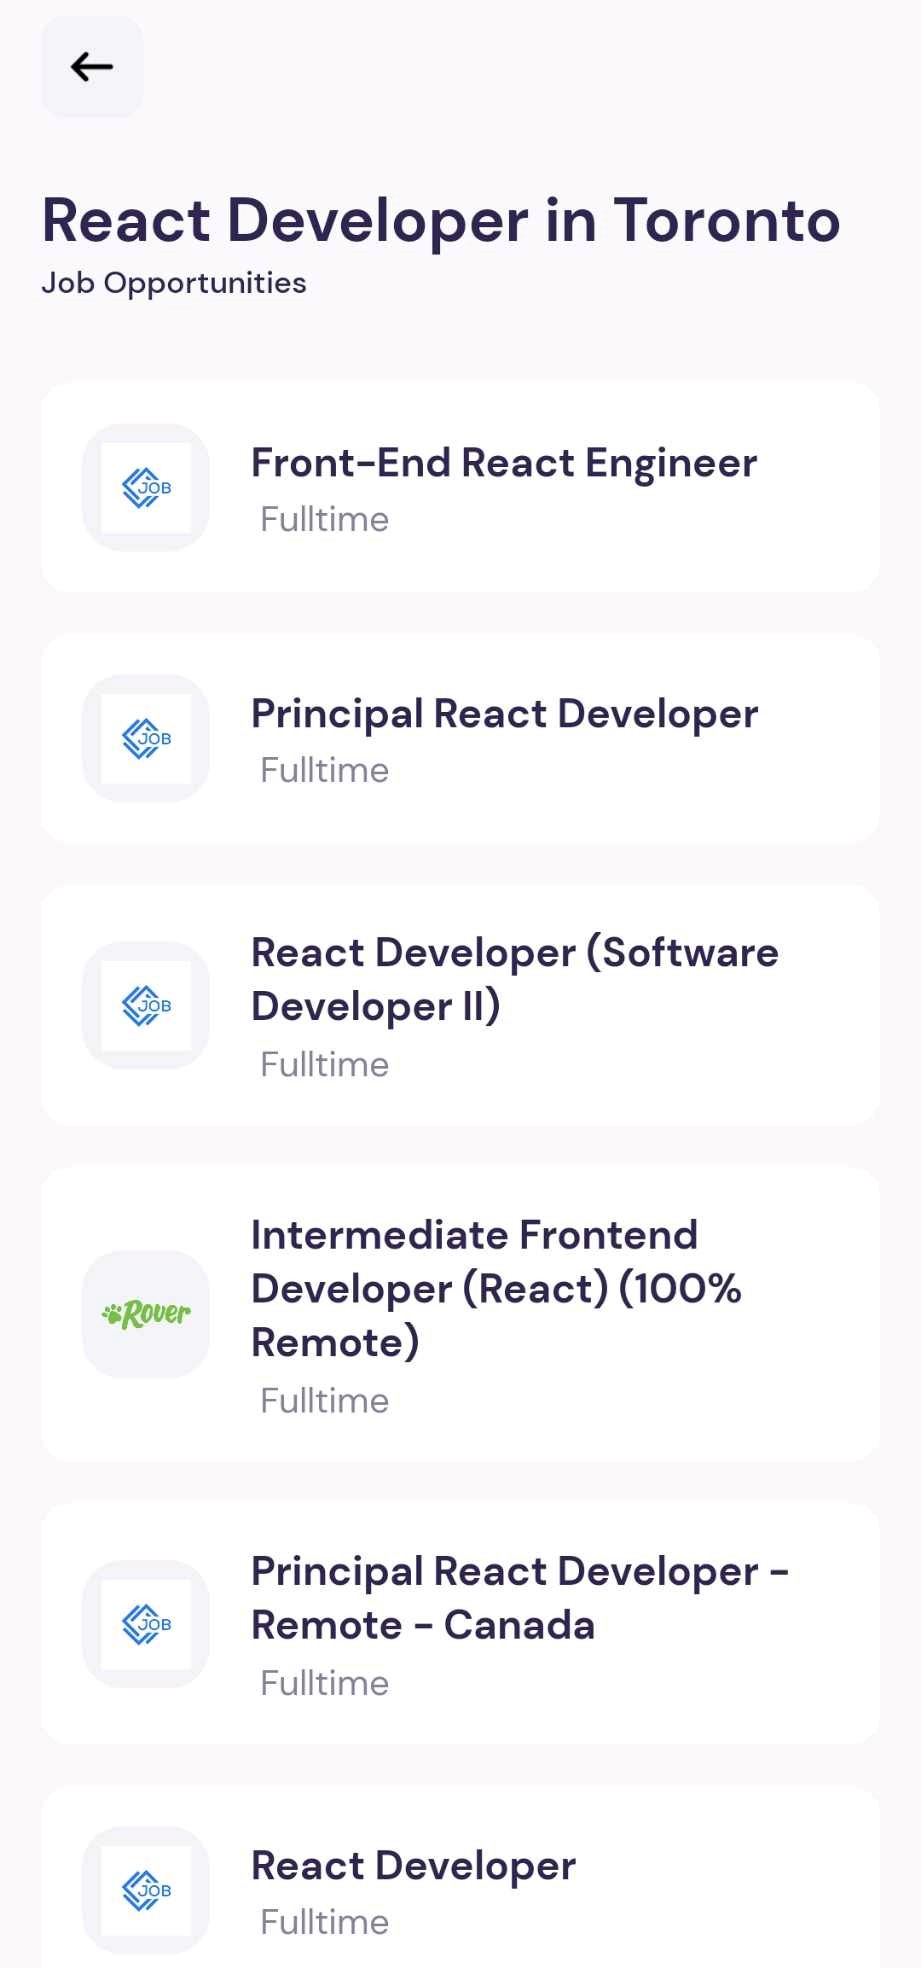 React Developer in Toronto
Job Opportunities
JOB
Front-End React Engineer
Fulltime
JOB
Principal React Developer
Fulltime
JOB
React Developer (Software
Developer II)
Fulltime
Rover
Intermediate Frontend
Developer (React) (100%
Remote)
Fulltime
JOB
Principal React Developer -
Remote - Canada
Fulltime
JOB
React Developer
Fulltime